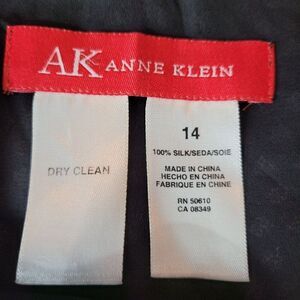 AK ANNE KLEIN
DRY CLEAN
14
100% SILK/SEDA/SOIE
MADE IN CHINA
HECHO EN CHINA
FABRIQUE EN CHINE
RN 50610
CA 08349